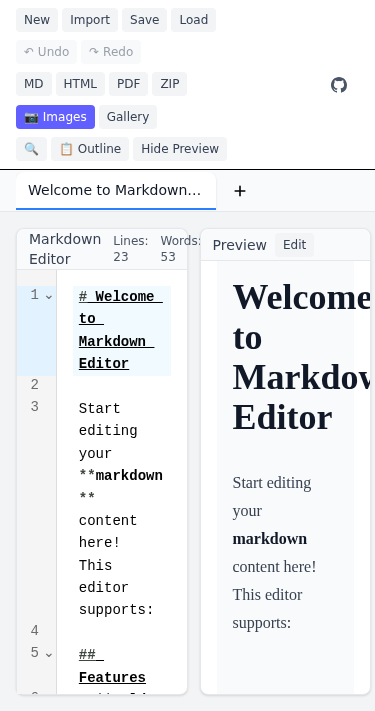 New Import Save Load
↶ Undo ↷ Redo
MD HTML PDF ZIP
📷 Images Gallery
🔍 📋 Outline Hide Preview
Welcome to Markdown... +
Markdown Editor Lines: 23 Words: 53
1 # Welcome
to
Markdown
Editor
2
3 Start
editing
your
**markdown
**
content
here!
This
editor
supports:
4
5 ##
Features
Preview Edit
Welcome
to
Markdow
Editor
Start editing
your
markdown
content here!
This editor
supports: